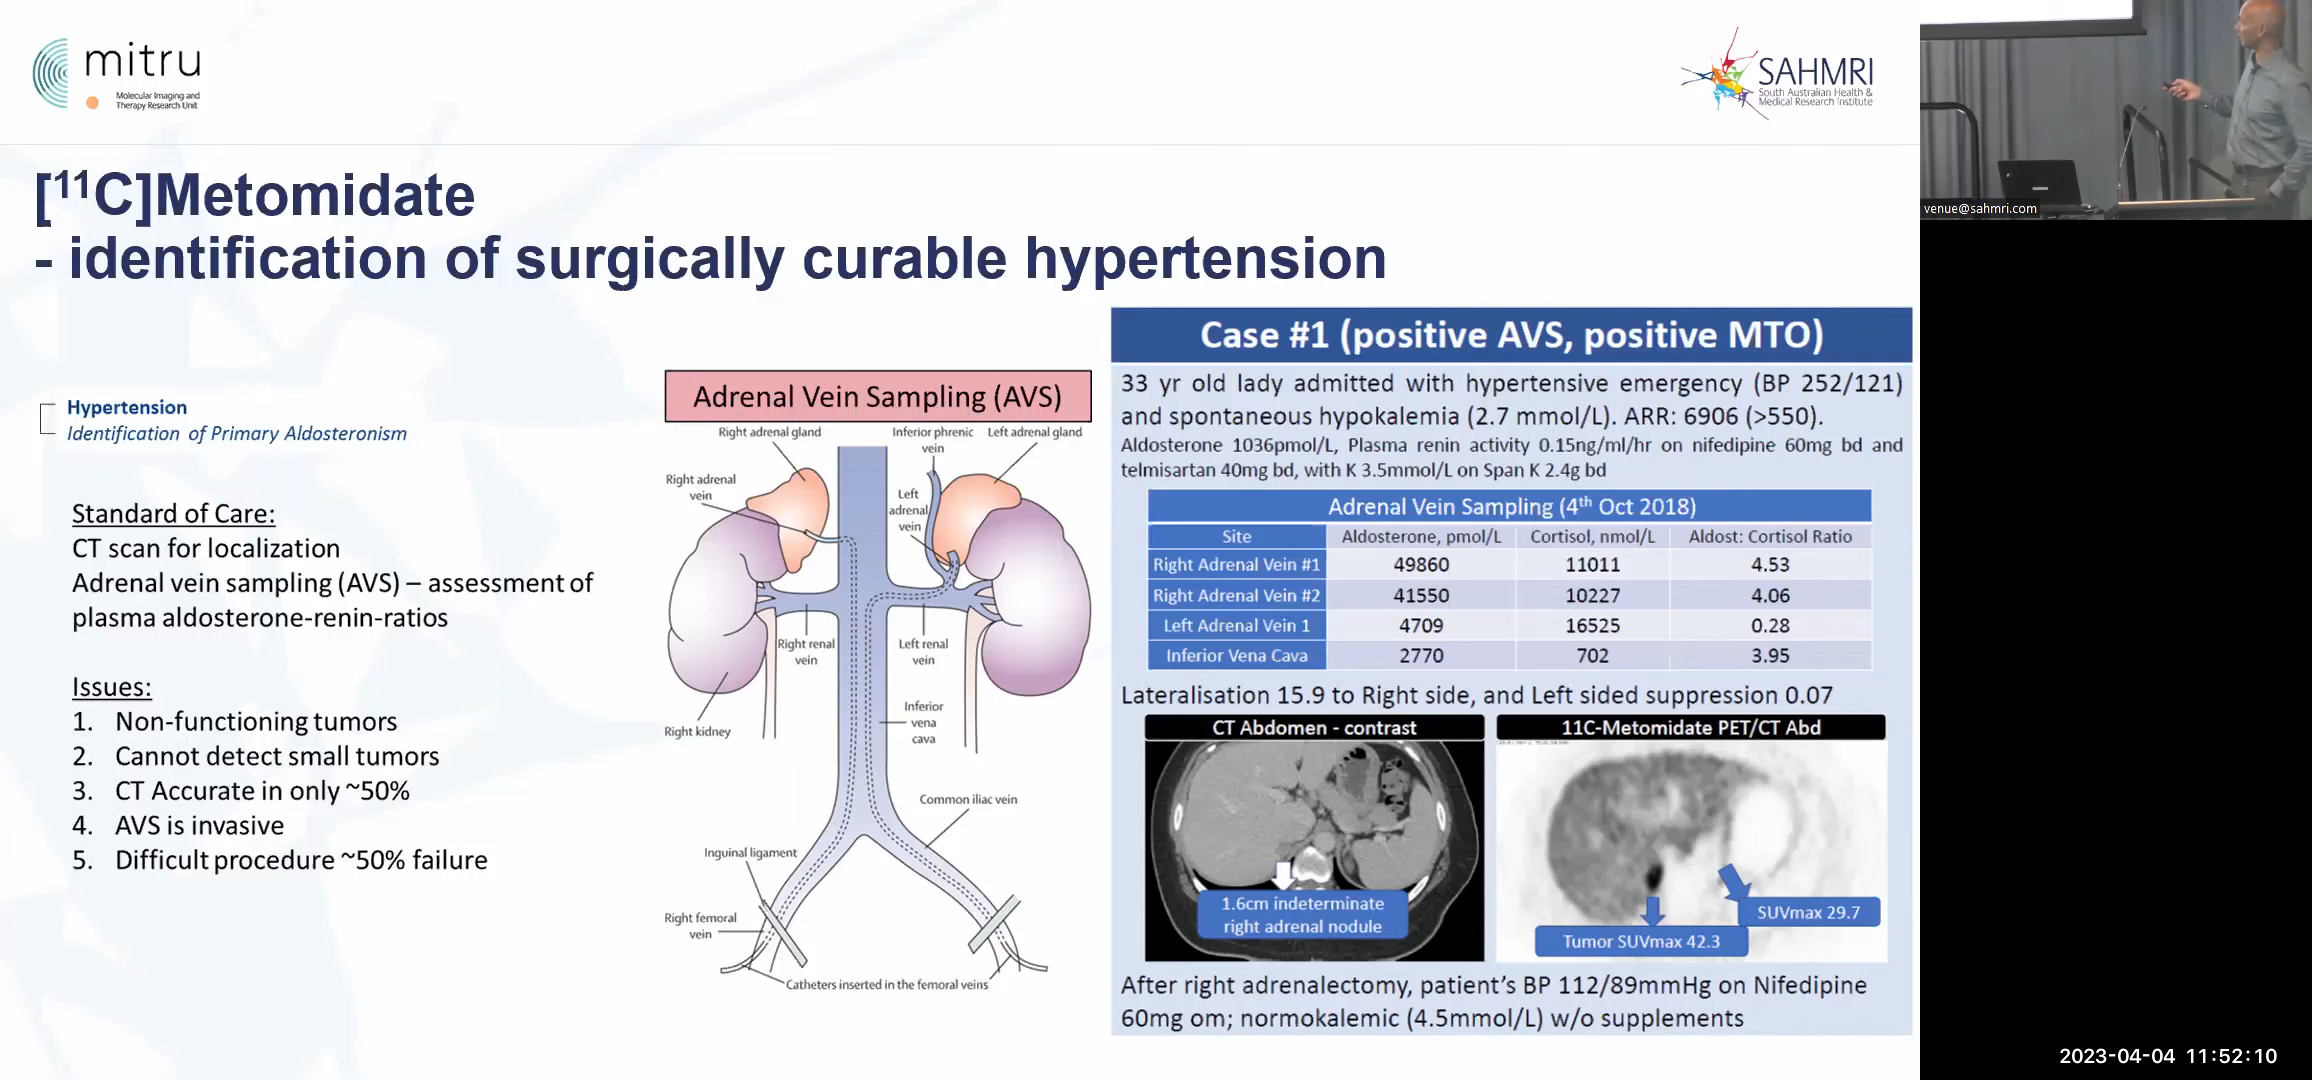 mitru
Molecular Imaging and
Therapy Research Unit
SAHMRI
South Australian Health &
Medical Research Institute
venue@sahmri.com
[¹¹C]Metomidate
- identification of surgically curable hypertension
Hypertension
Identification of Primary Aldosteronism
Standard of Care:
CT scan for localization
Adrenal vein sampling (AVS) – assessment of
plasma aldosterone-renin-ratios
Issues:
1. Non-functioning tumors
2. Cannot detect small tumors
3. CT Accurate in only ~50%
4. AVS is invasive
5. Difficult procedure ~50% failure
Adrenal Vein Sampling (AVS)
Right adrenal gland
Inferior phrenic
vein
Left adrenal gland
Right adrenal
vein
Left
adrenal
vein
Right renal
vein
Left renal
vein
Inferior
vena
cava
Right kidney
Common iliac vein
Inguinal ligament
Right femoral
vein
Catheters inserted in the femoral veins
Case #1 (positive AVS, positive MTO)
33 yr old lady admitted with hypertensive emergency (BP 252/121)
and spontaneous hypokalemia (2.7 mmol/L). ARR: 6906 (>550).
Aldosterone 1036pmol/L, Plasma renin activity 0.15ng/ml/hr on nifedipine 60mg bd and
telmisartan 40mg bd, with K 3.5mmol/L on Span K 2.4g bd
Adrenal Vein Sampling (4th Oct 2018)
Site Aldosterone, pmol/L Cortisol, nmol/L Aldost: Cortisol Ratio
Right Adrenal Vein #1 49860 11011 4.53
Right Adrenal Vein #2 41550 10227 4.06
Left Adrenal Vein 1 4709 16525 0.28
Inferior Vena Cava 2770 702 3.95
Lateralisation 15.9 to Right side, and Left sided suppression 0.07
CT Abdomen - contrast
11C-Metomidate PET/CT Abd
1.6cm indeterminate
right adrenal nodule
SUVmax 29.7
Tumor SUVmax 42.3
After right adrenalectomy, patient's BP 112/89mmHg on Nifedipine
60mg om; normokalemic (4.5mmol/L) w/o supplements
2023-04-04 11:52:10